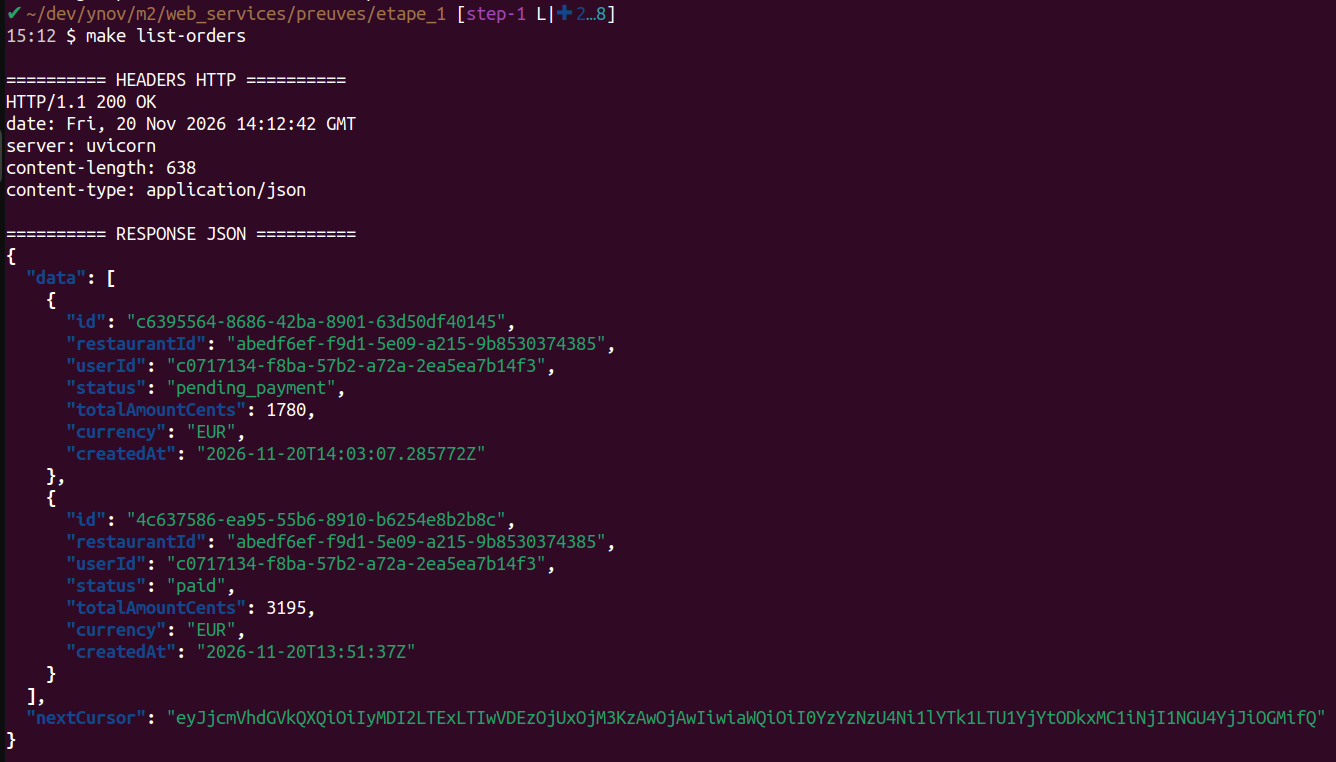 ✔ ~/dev/ynov/m2/web_services/preuves/etape_1 [step-1 L|✚ 2…8]
15:12 $ make list-orders
========== HEADERS HTTP ==========
HTTP/1.1 200 OK
date: Fri, 20 Nov 2026 14:12:42 GMT
server: uvicorn
content-length: 638
content-type: application/json
========== RESPONSE JSON ==========
{
  "data": [
    {
      "id": "c6395564-8686-42ba-8901-63d50df40145",
      "restaurantId": "abedf6ef-f9d1-5e09-a215-9b8530374385",
      "userId": "c0717134-f8ba-57b2-a72a-2ea5ea7b14f3",
      "status": "pending_payment",
      "totalAmountCents": 1780,
      "currency": "EUR",
      "createdAt": "2026-11-20T14:03:07.285772Z"
    },
    {
      "id": "4c637586-ea95-55b6-8910-b6254e8b2b8c",
      "restaurantId": "abedf6ef-f9d1-5e09-a215-9b8530374385",
      "userId": "c0717134-f8ba-57b2-a72a-2ea5ea7b14f3",
      "status": "paid",
      "totalAmountCents": 3195,
      "currency": "EUR",
      "createdAt": "2026-11-20T13:51:37Z"
    }
  ],
  "nextCursor": "eyJjcmVhdGVkQXQiOiIyMDI2LTExLTIwVDEzOjUxOjM3KzAwOjAwIiwiaWQiOiI0YzYzNzU4Ni1lYTk1LTU1YjYtODkxMC1iNjI1NGU4YjJiOGMifQ"
}